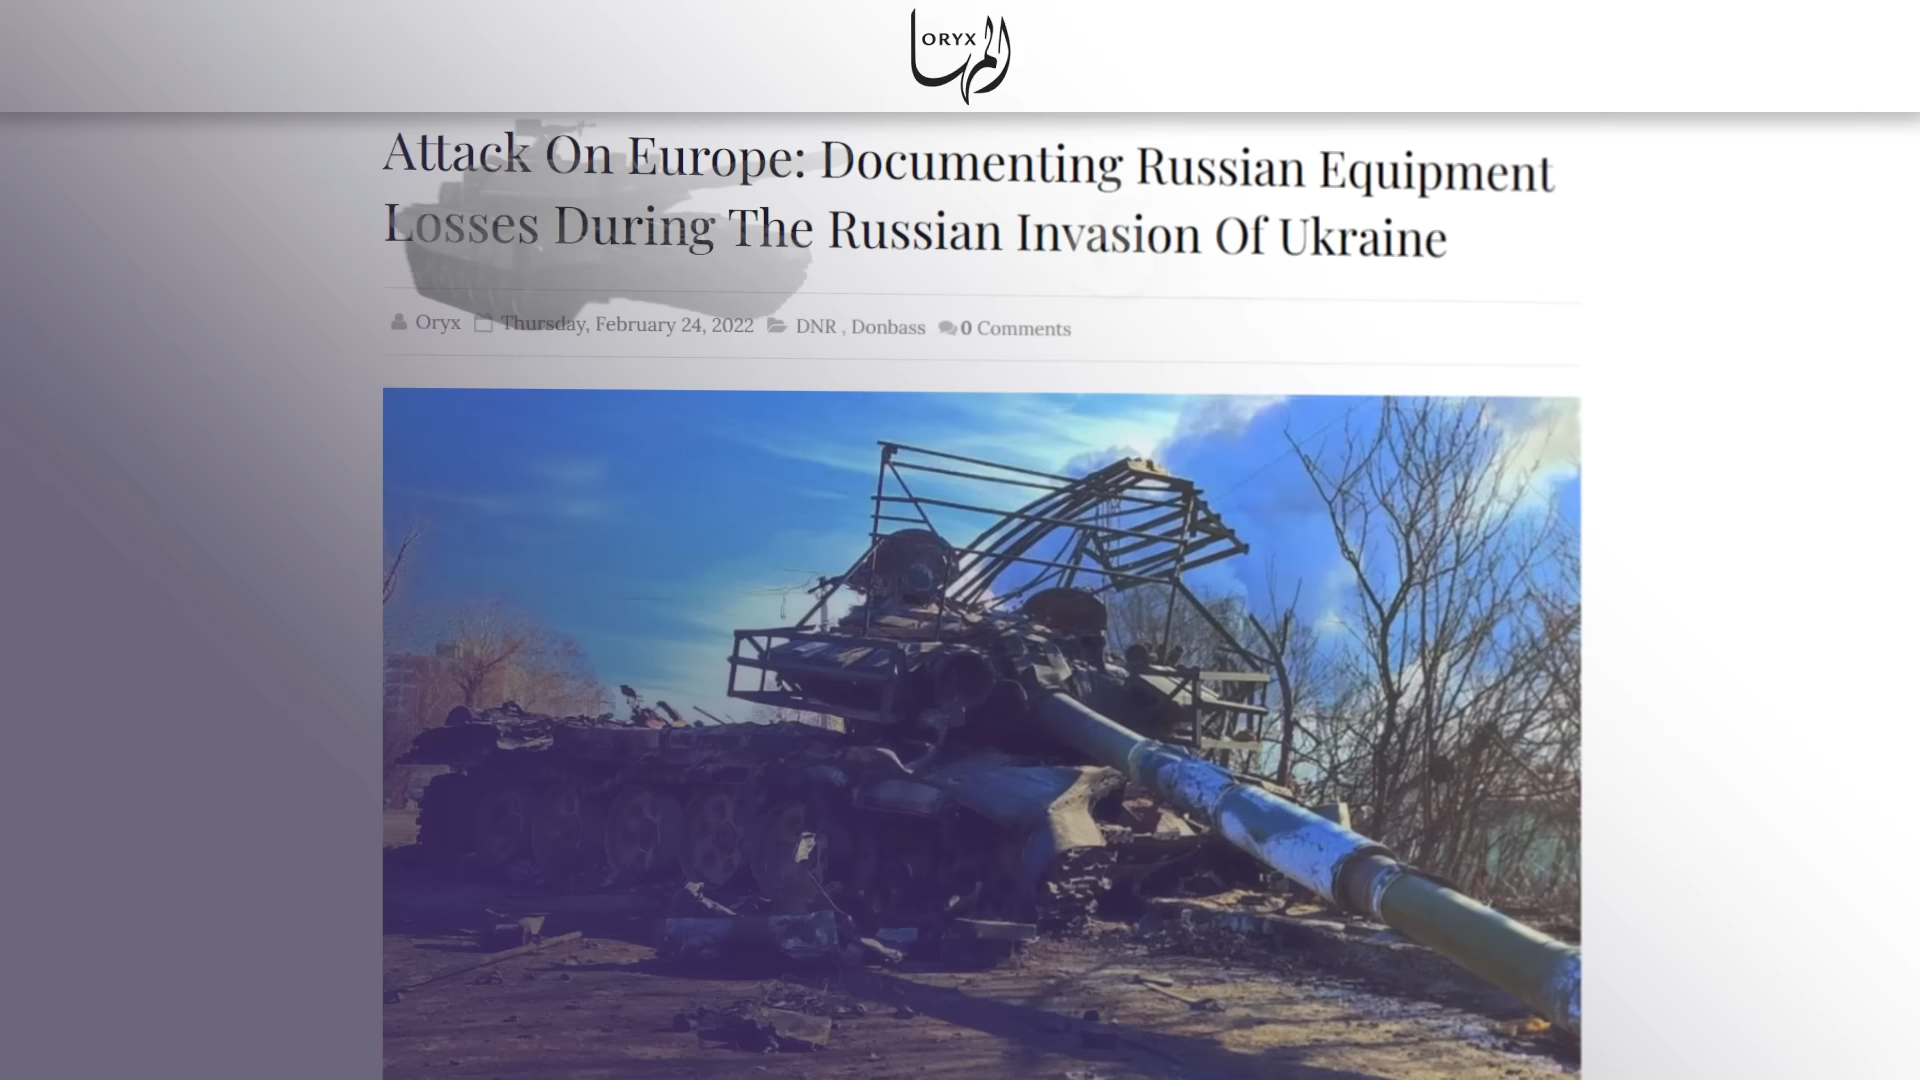 ORYX
المها
Attack On Europe: Documenting Russian Equipment
Losses During The Russian Invasion Of Ukraine
Oryx Thursday, February 24, 2022 DNR , Donbass 0 Comments